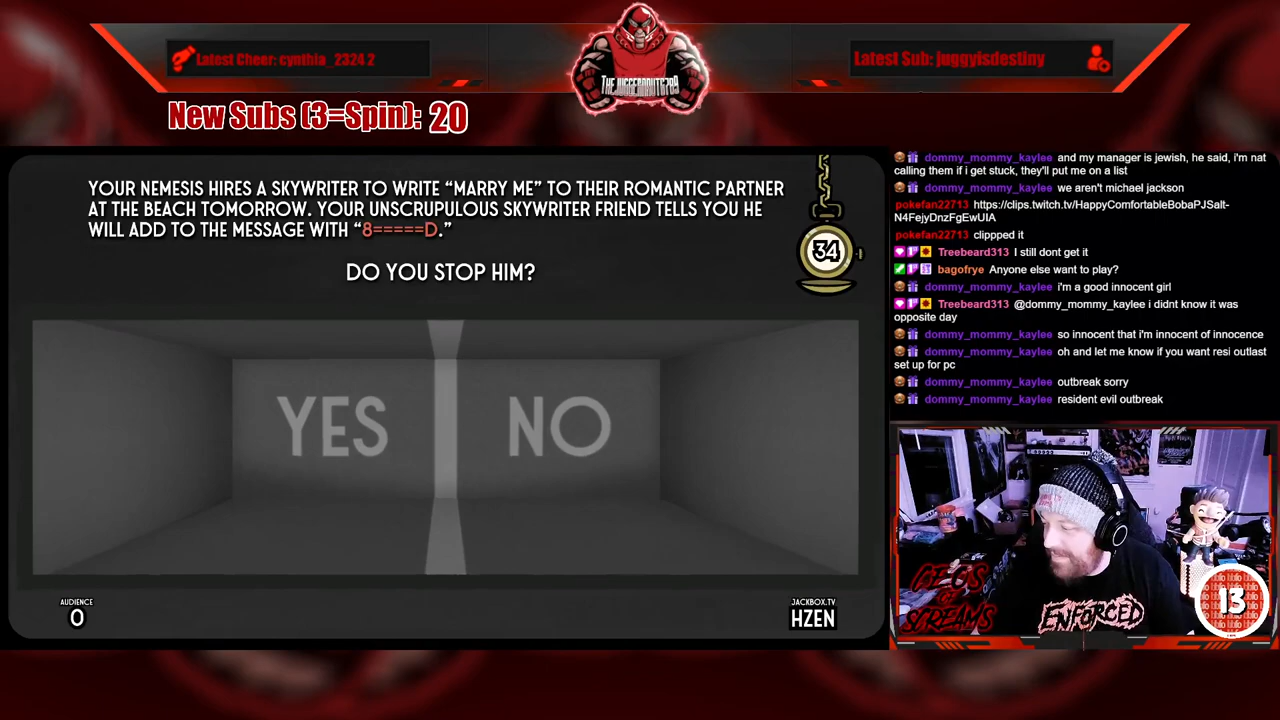 Latest Cheer: cynthia_2324 2
THEJUGGERNAUT6789
Latest Sub: juggyisdestiny
New Subs (3=Spin): 20
YOUR NEMESIS HIRES A SKYWRITER TO WRITE “MARRY ME” TO THEIR ROMANTIC PARTNER
AT THE BEACH TOMORROW. YOUR UNSCRUPULOUS SKYWRITER FRIEND TELLS YOU HE
WILL ADD TO THE MESSAGE WITH “8=====D.”
34
DO YOU STOP HIM?
YES
NO
AUDIENCE
0
JACKBOX.TV
HZEN
dommy_mommy_kaylee and my manager is jewish, he said, i'm nat
calling them if i get stuck, they'll put me on a list
dommy_mommy_kaylee we aren't michael jackson
pokefan22713 https://clips.twitch.tv/HappyComfortableBobaPJSalt-
N4FejyDnzFgEwUIA
pokefan22713 clippped it
Treebeard313 I still dont get it
bagofrye Anyone else want to play?
dommy_mommy_kaylee i'm a good innocent girl
Treebeard313 @dommy_mommy_kaylee i didnt know it was
opposite day
dommy_mommy_kaylee so innocent that i'm innocent of innocence
dommy_mommy_kaylee oh and let me know if you want resi outlast
set up for pc
dommy_mommy_kaylee outbreak sorry
dommy_mommy_kaylee resident evil outbreak
SCREAMS
ENFORCED
13